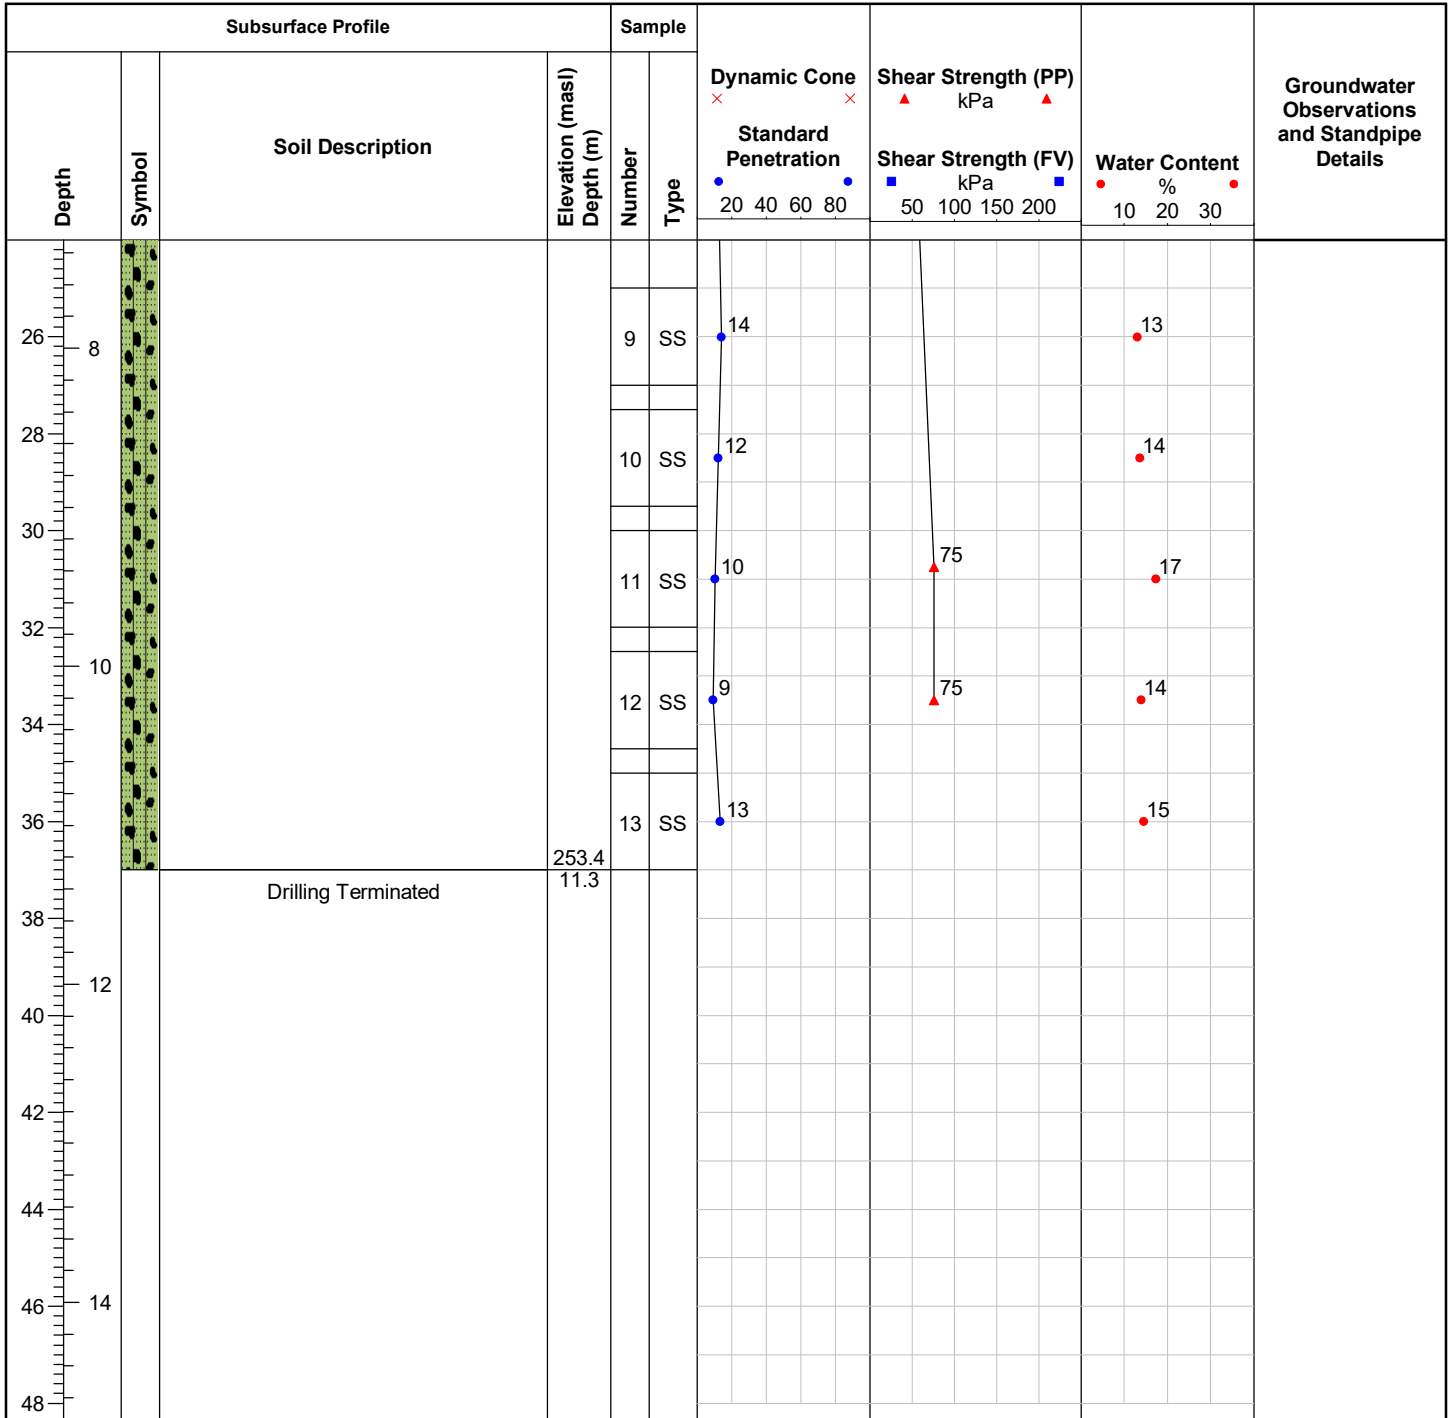 Subsurface Profile
Sample
Depth
Symbol
Soil Description
Elevation (masl)
Depth (m)
Number
Type
Dynamic Cone
Standard
Penetration
20 40 60 80
Shear Strength (PP)
kPa
Shear Strength (FV)
kPa
50 100 150 200
Water Content
%
10 20 30
Groundwater
Observations
and Standpipe
Details
26
8
9 SS
14
13
28
10 SS
12
14
30
75
11 SS
10
17
32
10
12 SS
9
75
14
34
13 SS
13
15
36
253.4
11.3
Drilling Terminated
38
12
40
42
44
46
14
48